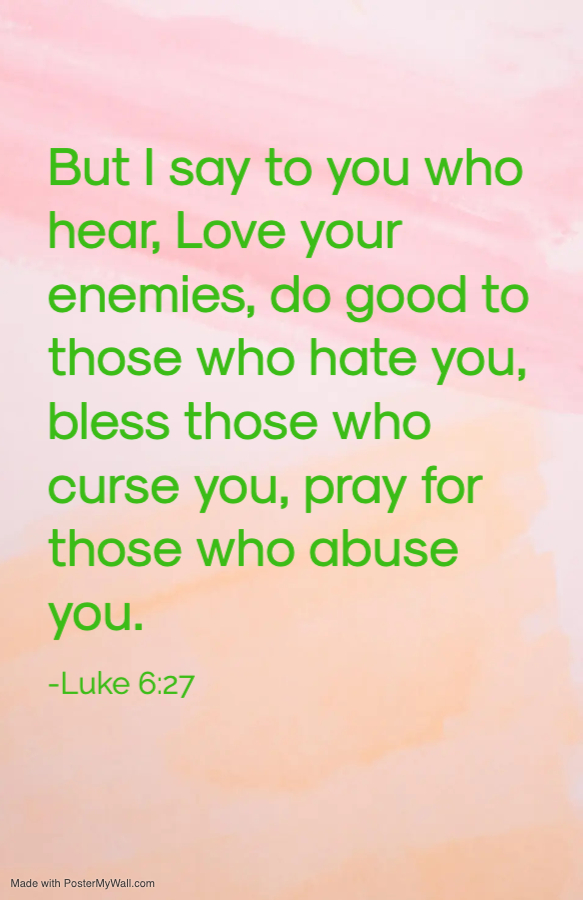 But I say to you who
hear, Love your
enemies, do good to
those who hate you,
bless those who
curse you, pray for
those who abuse
you.
-Luke 6:27
Made with PosterMyWall.com